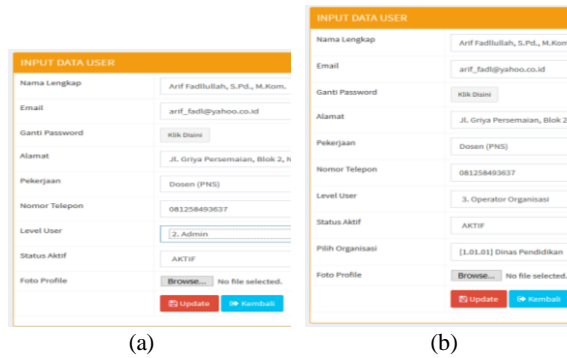 INPUT DATA USER
Nama Lengkap
Arif Fadllullah, S.Pd., M.Kom.
Email
arif_fadl@yahoo.co.id
Ganti Password
Klik Disini
Alamat
Jl. Griya Persemaian, Blok 2, N
Pekerjaan
Dosen (PNS)
Nomor Telepon
081258493637
Level User
2. Admin
Status Aktif
AKTIF
Foto Profile
Browse... No file selected.
Update Kembali
(a)
INPUT DATA USER
Nama Lengkap
Arif Fadllullah, S.Pd., M.Kom
Email
arif_fadl@yahoo.co.id
Ganti Password
Klik Disini
Alamat
Jl. Griya Persemaian, Blok 2
Pekerjaan
Dosen (PNS)
Nomor Telepon
081258493637
Level User
3. Operator Organisasi
Status Aktif
AKTIF
Pilih Organisasi
[1.01.01] Dinas Pendidikan
Foto Profile
Browse... No file selected.
Update Kembali
(b)